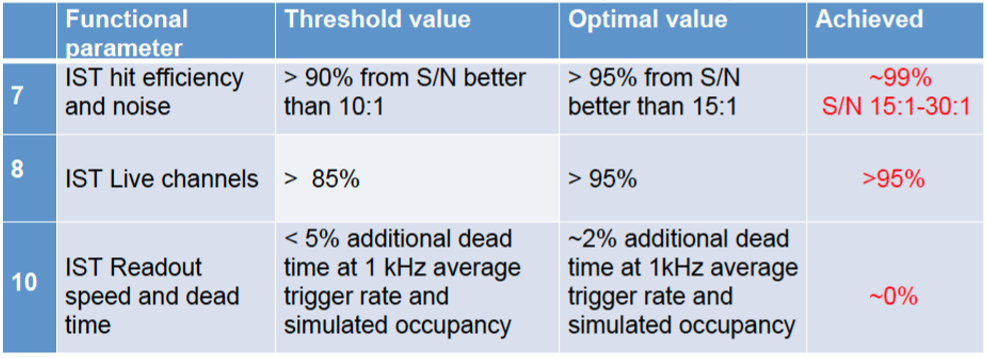 Functional parameter Threshold value Optimal value Achieved
7 IST hit efficiency and noise > 90% from S/N better than 10:1 > 95% from S/N better than 15:1 ~99% S/N 15:1-30:1
8 IST Live channels > 85% > 95% >95%
10 IST Readout speed and dead time < 5% additional dead time at 1 kHz average trigger rate and simulated occupancy ~2% additional dead time at 1kHz average trigger rate and simulated occupancy ~0%